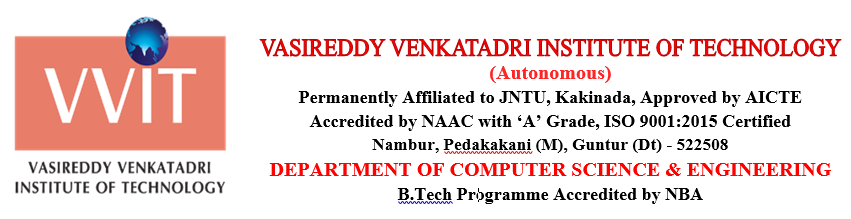 VVIT
VASIREDDY VENKATADRI
INSTITUTE OF TECHNOLOGY
VASIREDDY VENKATADRI INSTITUTE OF TECHNOLOGY
(Autonomous)
Permanently Affiliated to JNTU, Kakinada, Approved by AICTE
Accredited by NAAC with ‘A’ Grade, ISO 9001:2015 Certified
Nambur, Pedakakani (M), Guntur (Dt) - 522508
DEPARTMENT OF COMPUTER SCIENCE & ENGINEERING
B.Tech Programme Accredited by NBA